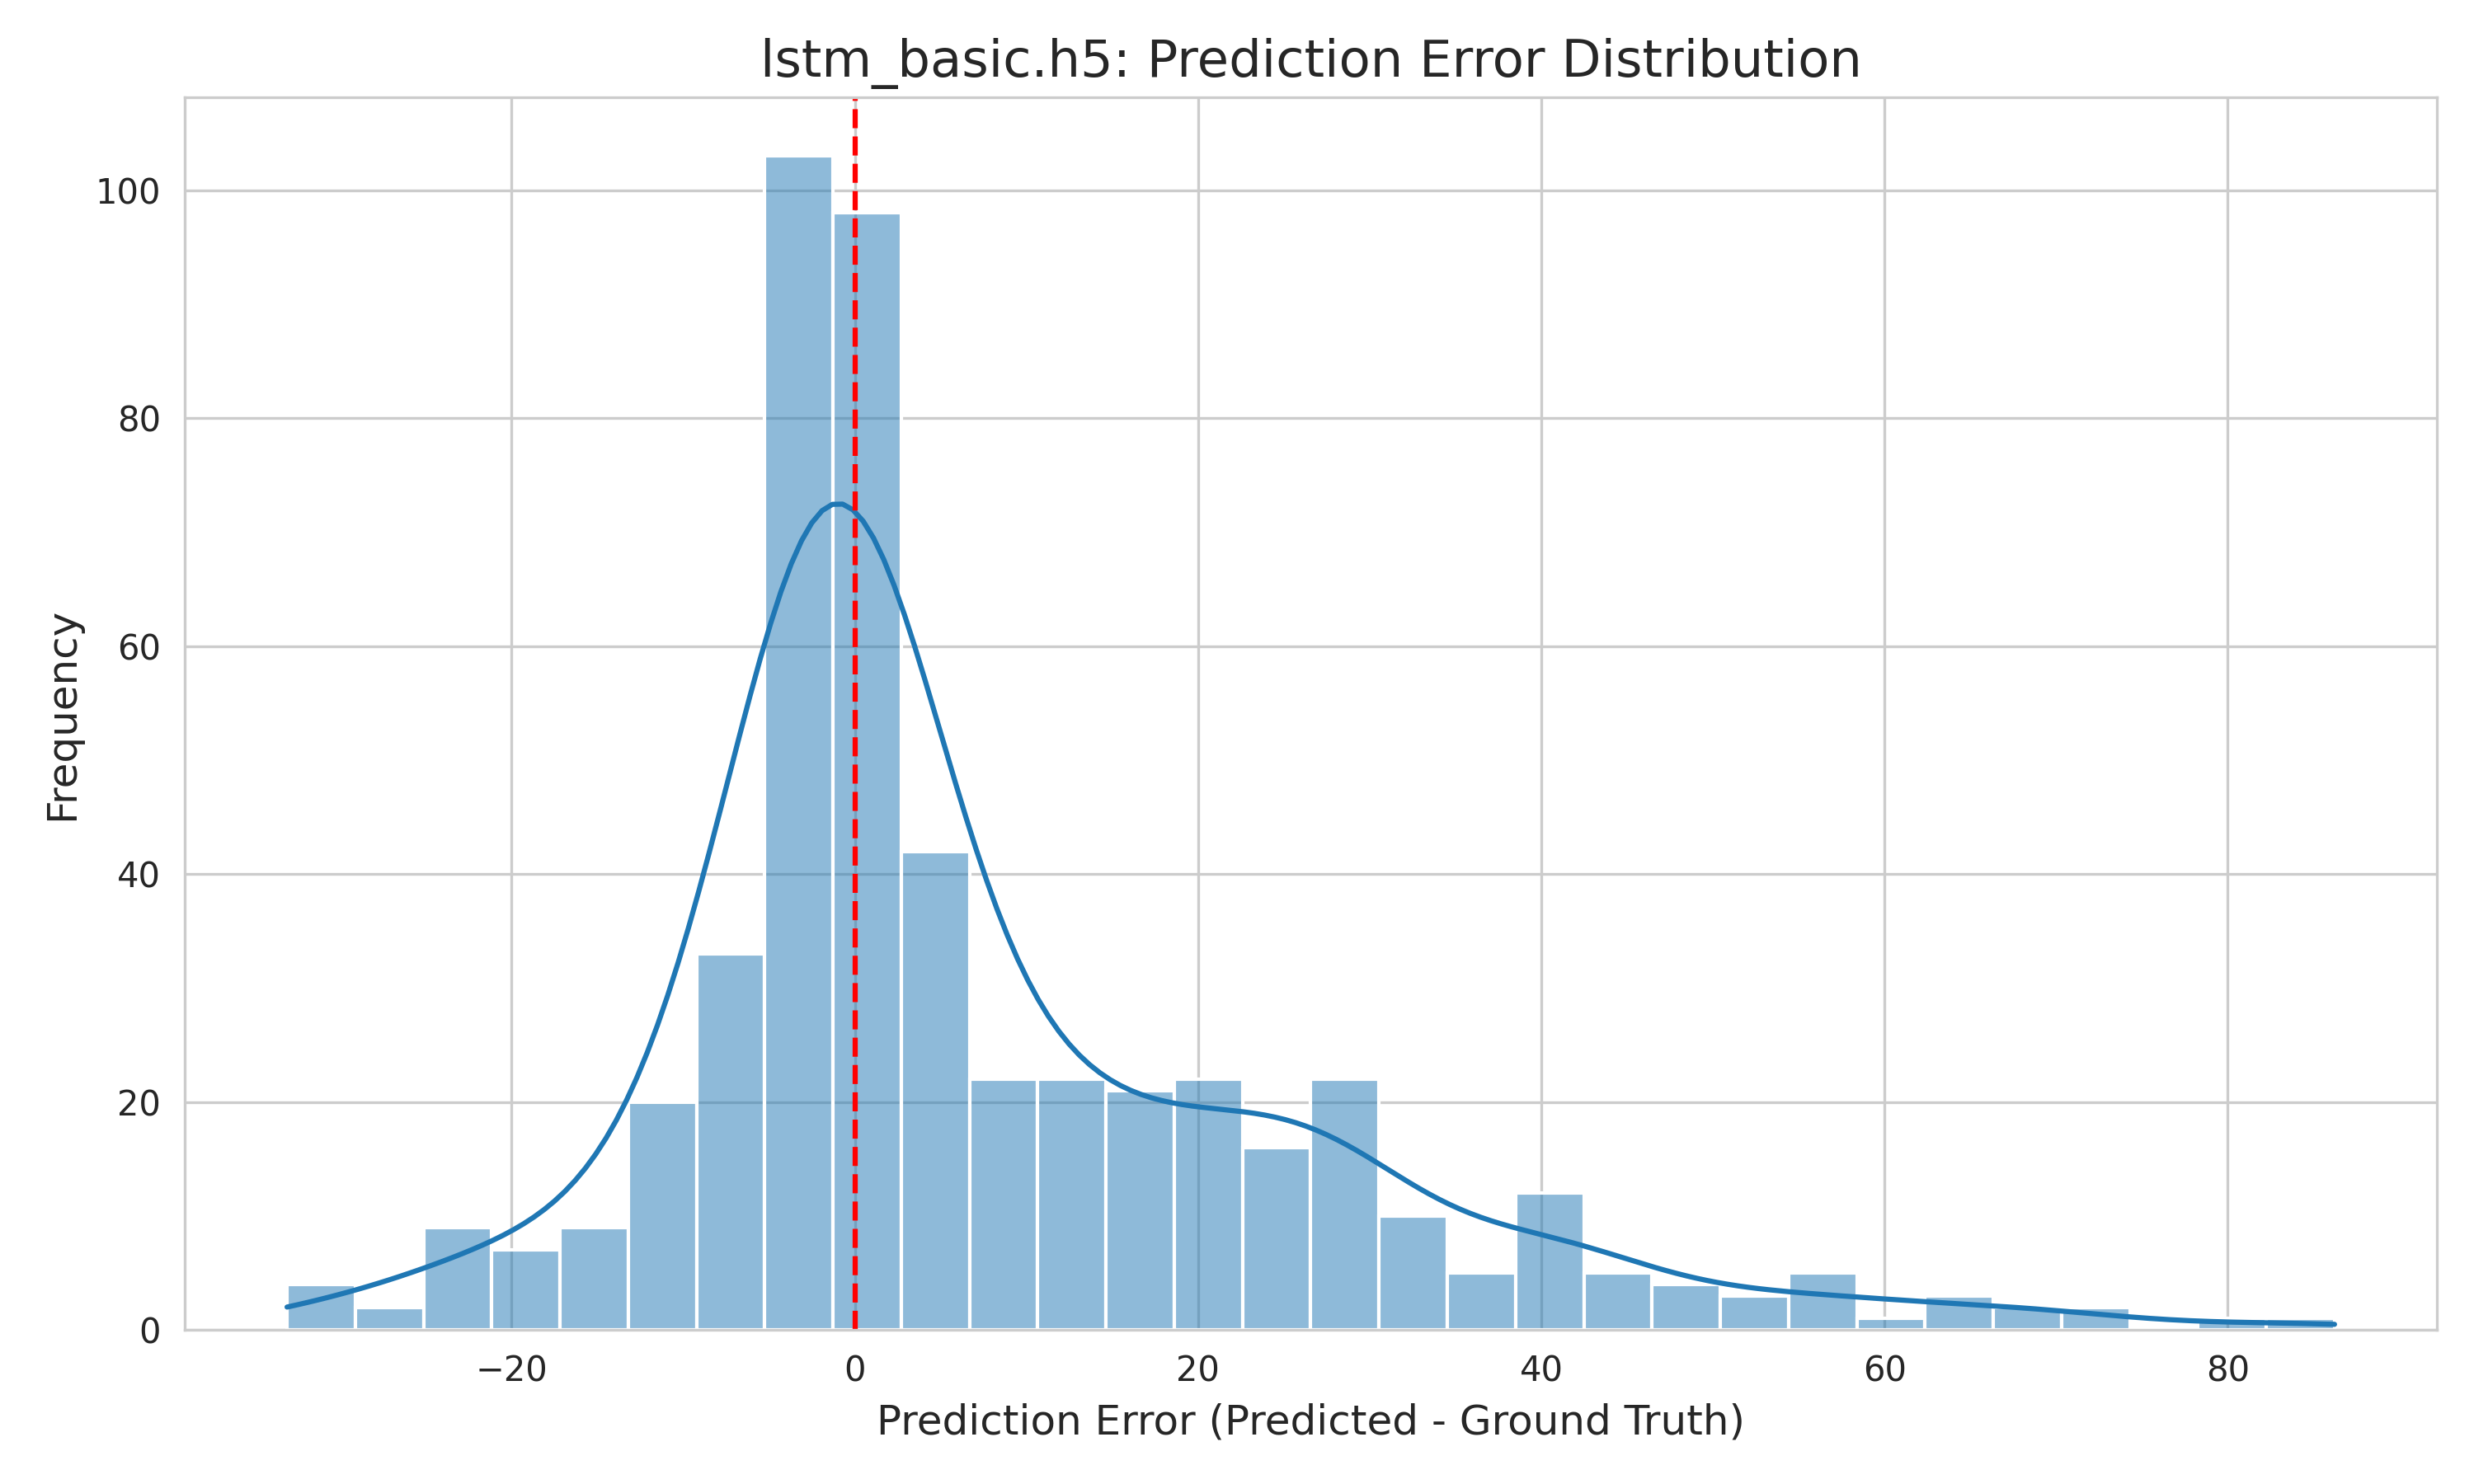 lstm_basic.h5: Prediction Error Distribution
Frequency
100
80
60
40
20
0
−20 0 20 40 60 80
Prediction Error (Predicted - Ground Truth)